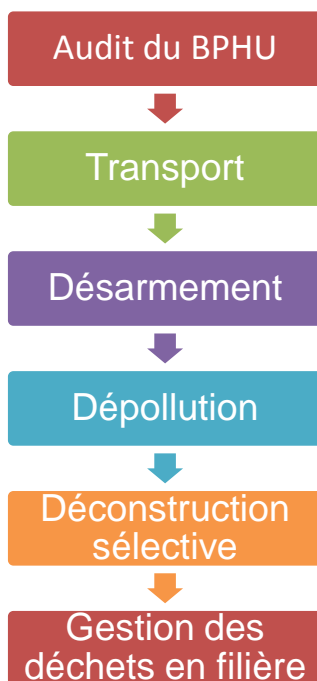 Audit du BPHU
Transport
Désarmement
Dépollution
Déconstruction
sélective
Gestion des
déchets en filière